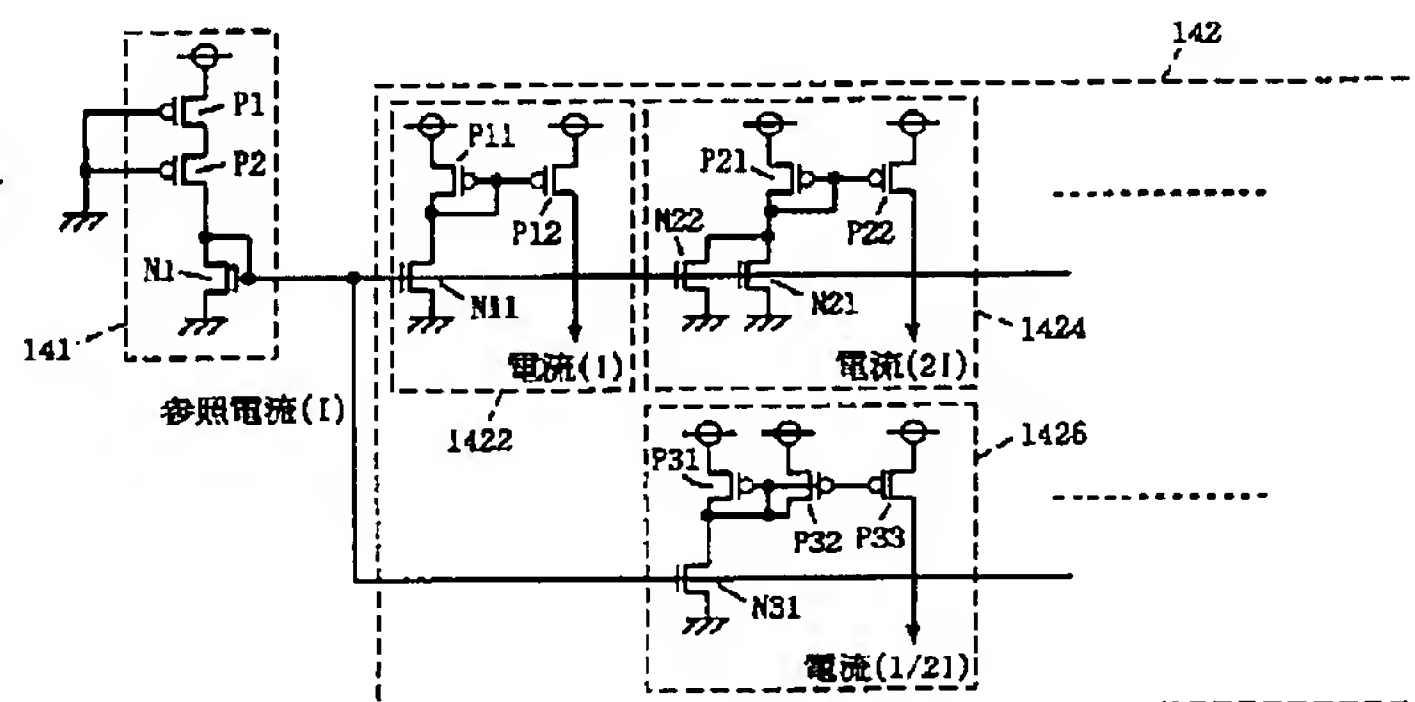 142
P1
P2
N1
141
参照電流(I)
P11
P12
N11
電流(I)
1422
P21
P22
N22
N21
電流(2I)
1424
P31
P32
P33
N31
電流(1/2I)
1426